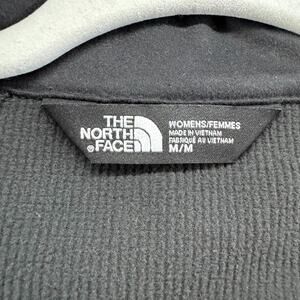 THE
NORTH
FACE
WOMENS/FEMMES
MADE IN VIETNAM
FABRIQUÉ AU VIETNAM
M/M